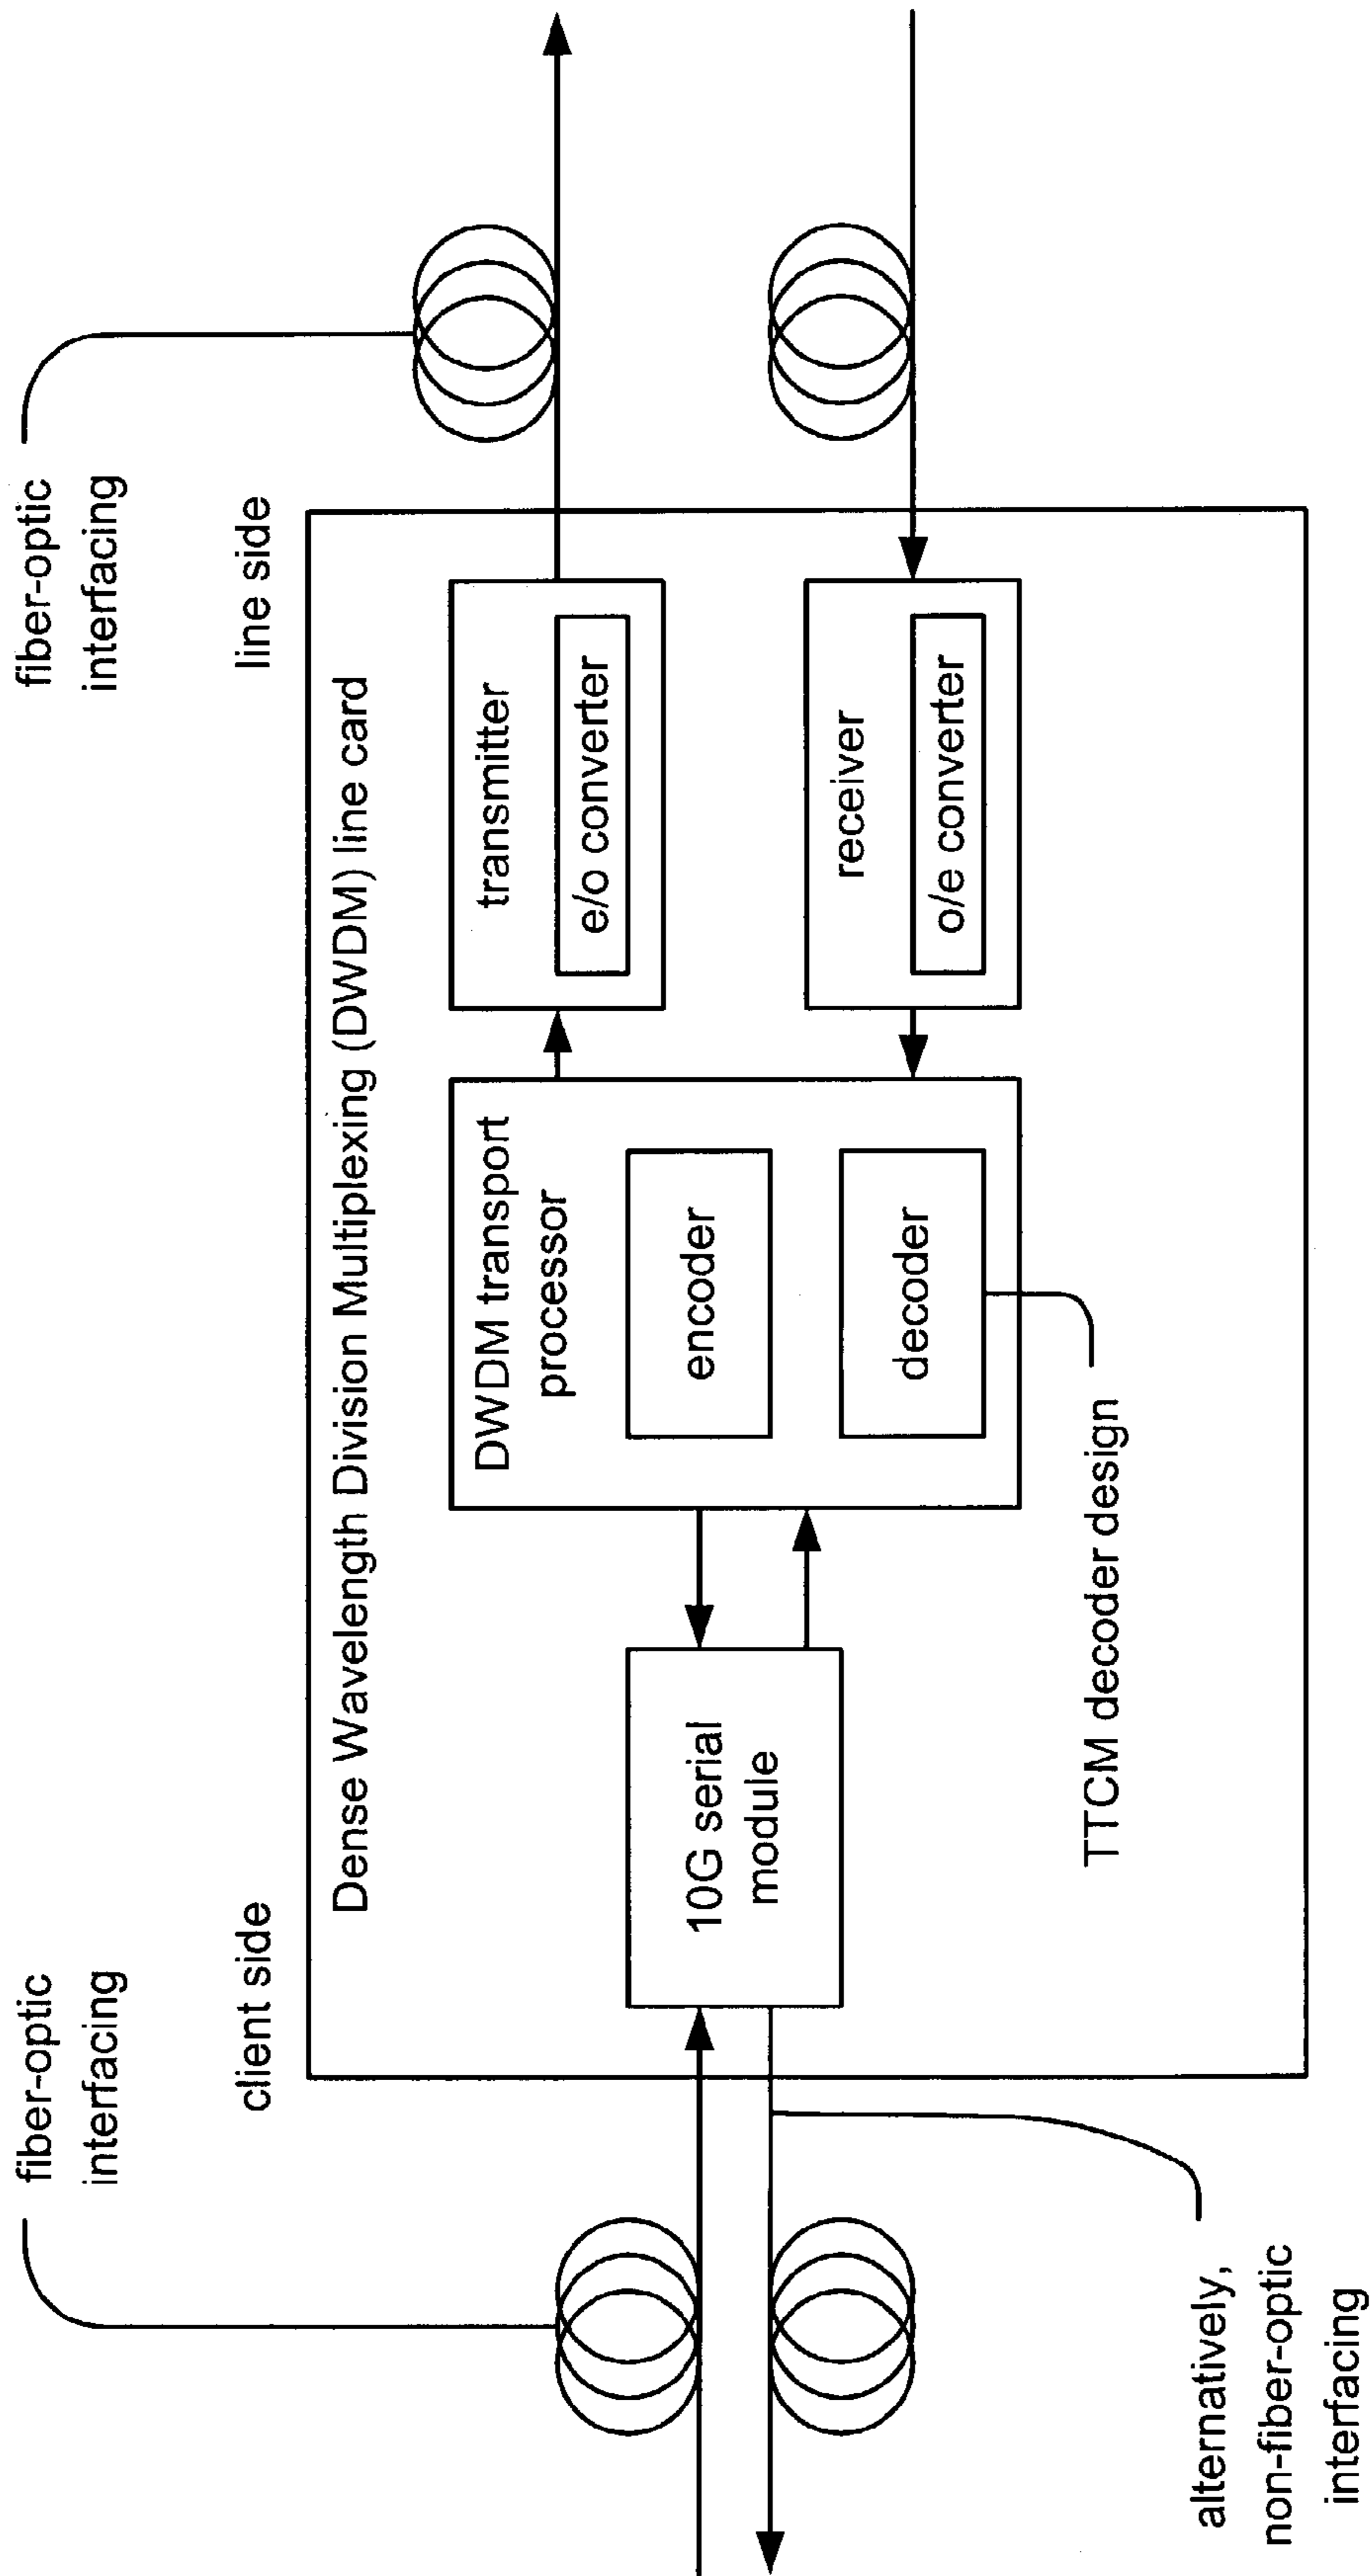 fiber-optic
interfacing
fiber-optic
interfacing
client side
line side
Dense Wavelength Division Multiplexing (DWDM) line card
10G serial
module
DWDM transport
processor
encoder
decoder
transmitter
e/o converter
receiver
o/e converter
TTCM decoder design
alternatively,
non-fiber-optic
interfacing